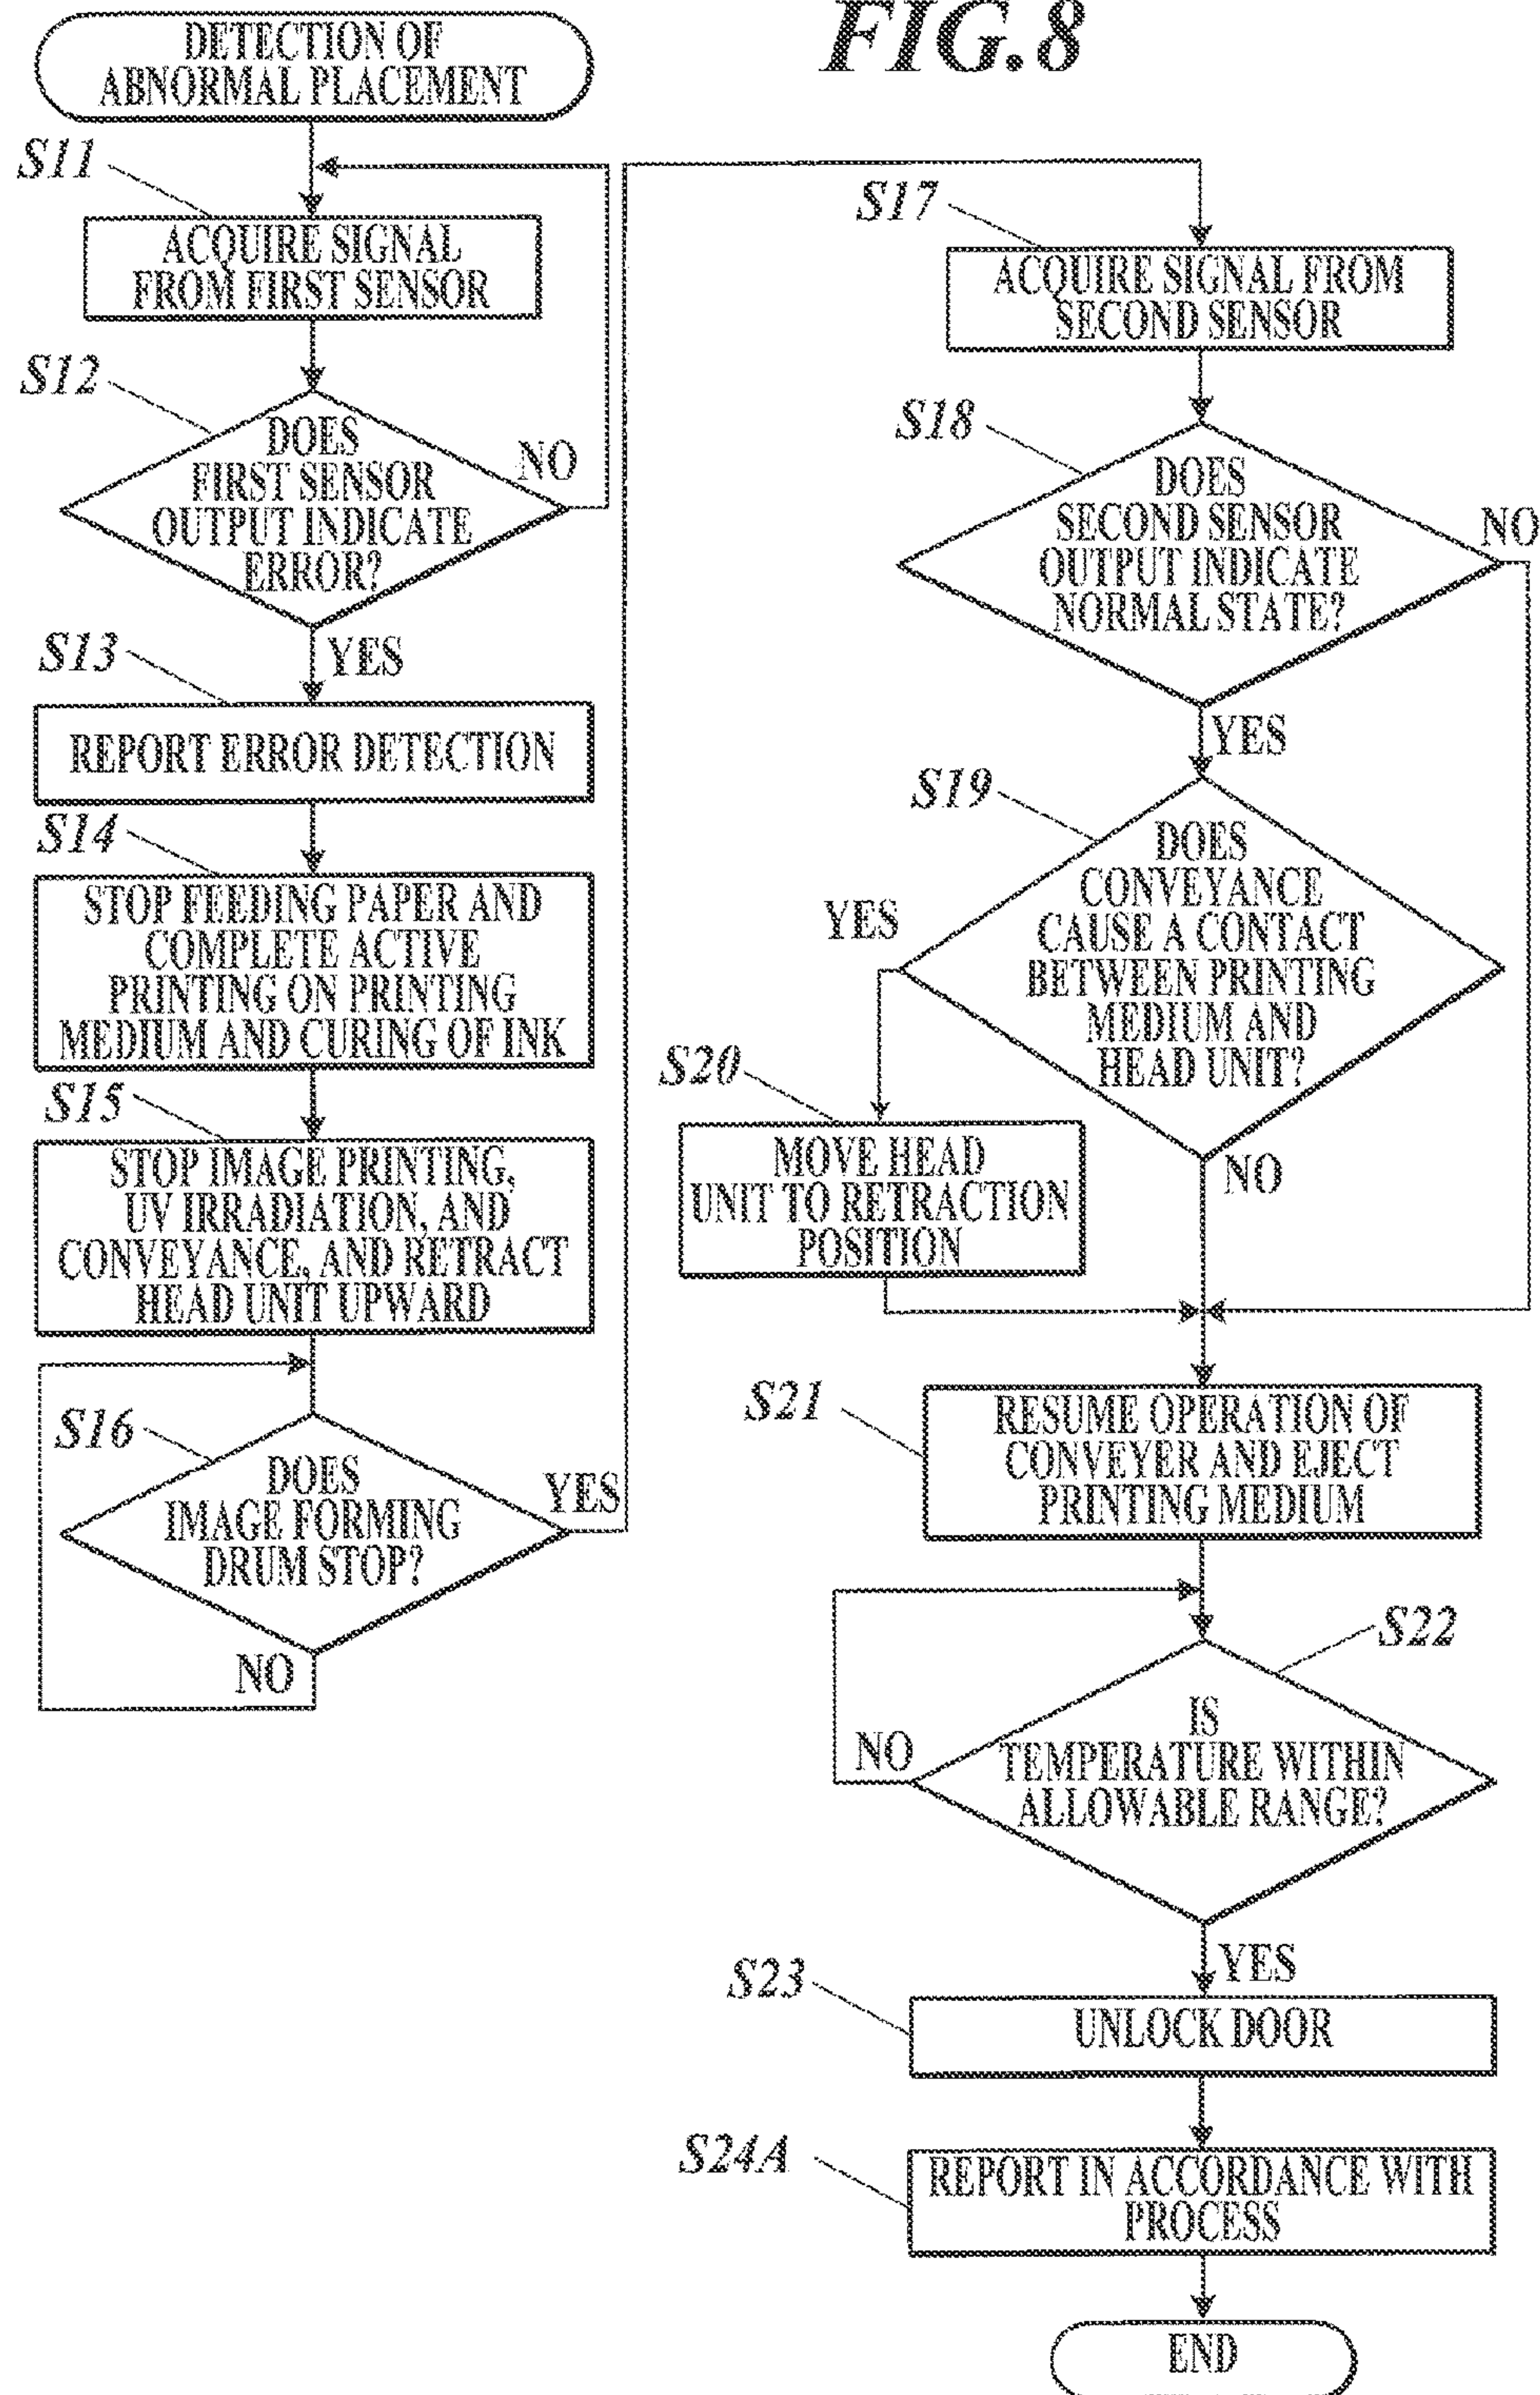 FIG.8
DETECTION OF
ABNORMAL PLACEMENT
S11
ACQUIRE SIGNAL
FROM FIRST SENSOR
S12
DOES
FIRST SENSOR
OUTPUT INDICATE
ERROR?
NO
YES
S13
REPORT ERROR DETECTION
S14
STOP FEEDING PAPER AND
COMPLETE ACTIVE
PRINTING ON PRINTING
MEDIUM AND CURING OF INK
S15
STOP IMAGE PRINTING,
UV IRRADIATION, AND
CONVEYANCE, AND RETRACT
HEAD UNIT UPWARD
S16
DOES
IMAGE FORMING
DRUM STOP?
YES
NO
S17
ACQUIRE SIGNAL FROM
SECOND SENSOR
S18
DOES
SECOND SENSOR
OUTPUT INDICATE
NORMAL STATE?
NO
YES
S19
DOES
CONVEYANCE
CAUSE A CONTACT
BETWEEN PRINTING
MEDIUM AND
HEAD UNIT?
YES
NO
S20
MOVE HEAD
UNIT TO RETRACTION
POSITION
S21
RESUME OPERATION OF
CONVEYER AND EJECT
PRINTING MEDIUM
S22
IS
TEMPERATURE WITHIN
ALLOWABLE RANGE?
NO
YES
S23
UNLOCK DOOR
S24A
REPORT IN ACCORDANCE WITH
PROCESS
END